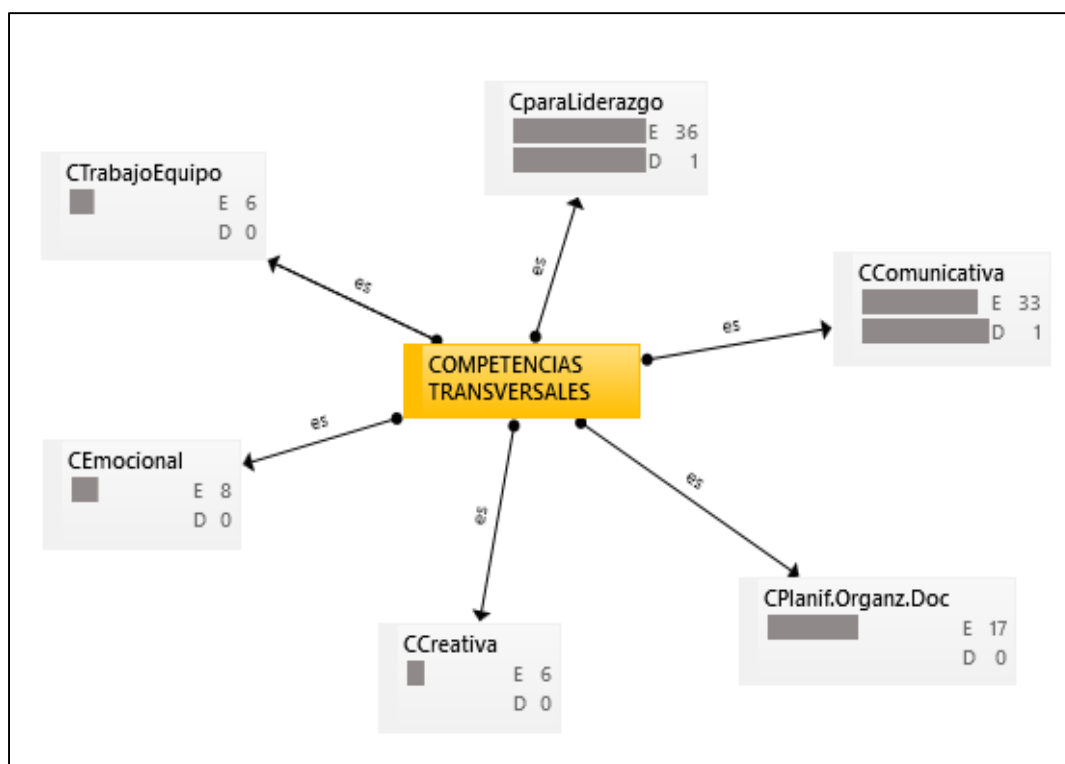 CparaLiderazgo
E 36
D 1
CTrabajoEquipo
E 6
D 0
CComunicativa
E 33
D 1
es
es
es
COMPETENCIAS
TRANSVERSALES
es
es
es
CEmocional
E 8
D 0
CPlanif.Organz.Doc
E 17
D 0
CCreativa
E 6
D 0